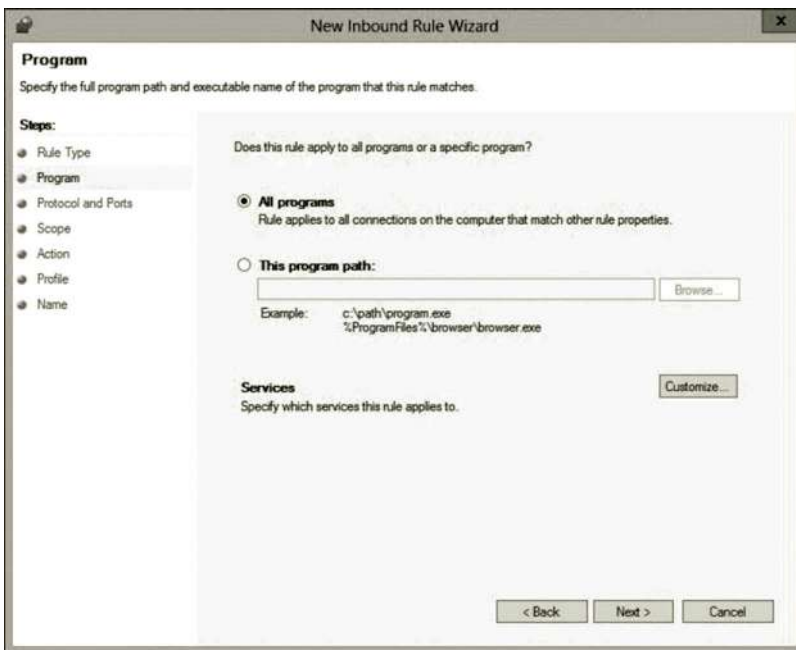 New Inbound Rule Wizard
x
Program
Specify the full program path and executable name of the program that this rule matches.
Steps:
Rule Type
Program
Protocol and Ports
Scope
Action
Profile
Name
Does this rule apply to all programs or a specific program?
All programs
Rule applies to all connections on the computer that match other rule properties.
This program path:
Browse...
Example: c:\path\program.exe
%ProgramFiles%\browser\browser.exe
Services
Customize...
Specify which services this rule applies to.
< Back
Next >
Cancel